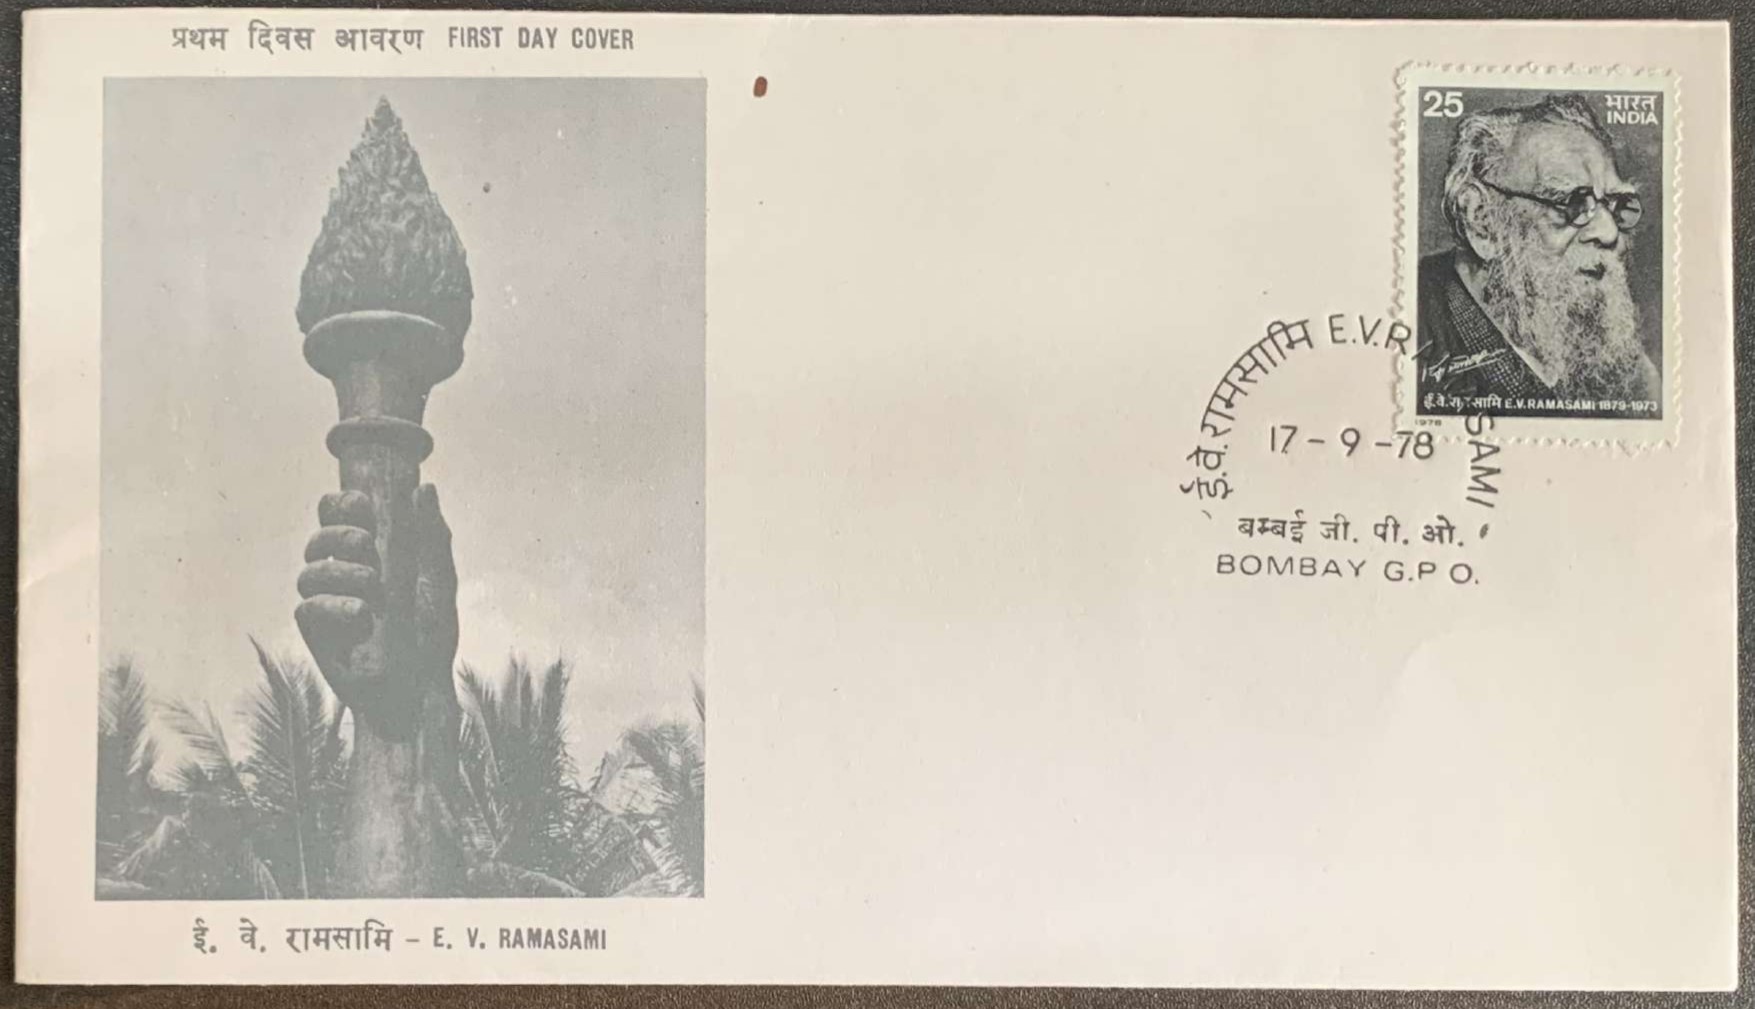 प्रथम दिवस आवरण FIRST DAY COVER
25 भारत
INDIA
ई.वे.रामसामि E.V.RAMASAMI 1879-1973
1978
ई.वे.रामसामि E.V.RAMASAMI
17-9-78
बम्बई जी. पी. ओ.
BOMBAY G.P O.
ई. वे. रामसामि – E. V. RAMASAMI